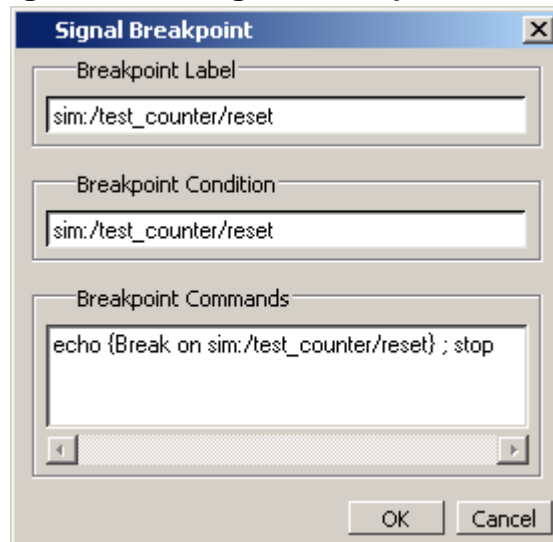 Signal Breakpoint
Breakpoint Label
sim:/test_counter/reset
Breakpoint Condition
sim:/test_counter/reset
Breakpoint Commands
echo {Break on sim:/test_counter/reset} ; stop
OK Cancel